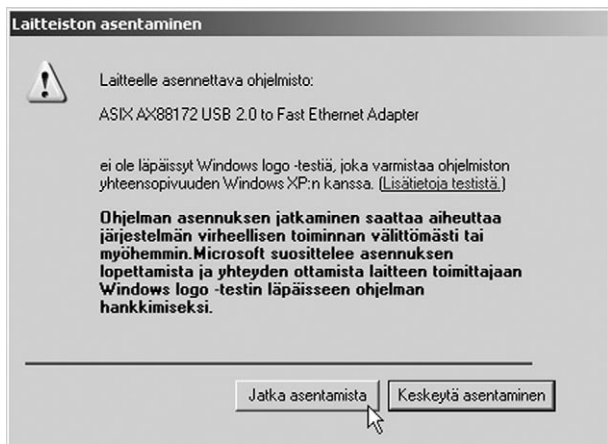 Laitteiston asentaminen
Laitteelle asennettava ohjelmisto:
ASIX AX88172 USB 2.0 to Fast Ethernet Adapter
ei ole läpäissyt Windows logo -testiä, joka varmistaa ohjelmiston
yhteensopivuuden Windows XP:n kanssa. (Lisätietoja testistä.)
Ohjelman asennuksen jatkaminen saattaa aiheuttaa
järjestelmän virheellisen toiminnan välittömästi tai
myöhemmin.Microsoft suosittelee asennuksen
lopettamista ja yhteyden ottamista laitteen toimittajaan
Windows logo -testin läpäisseen ohjelman
hankkimiseksi.
Jatka asentamista Keskeytä asentaminen